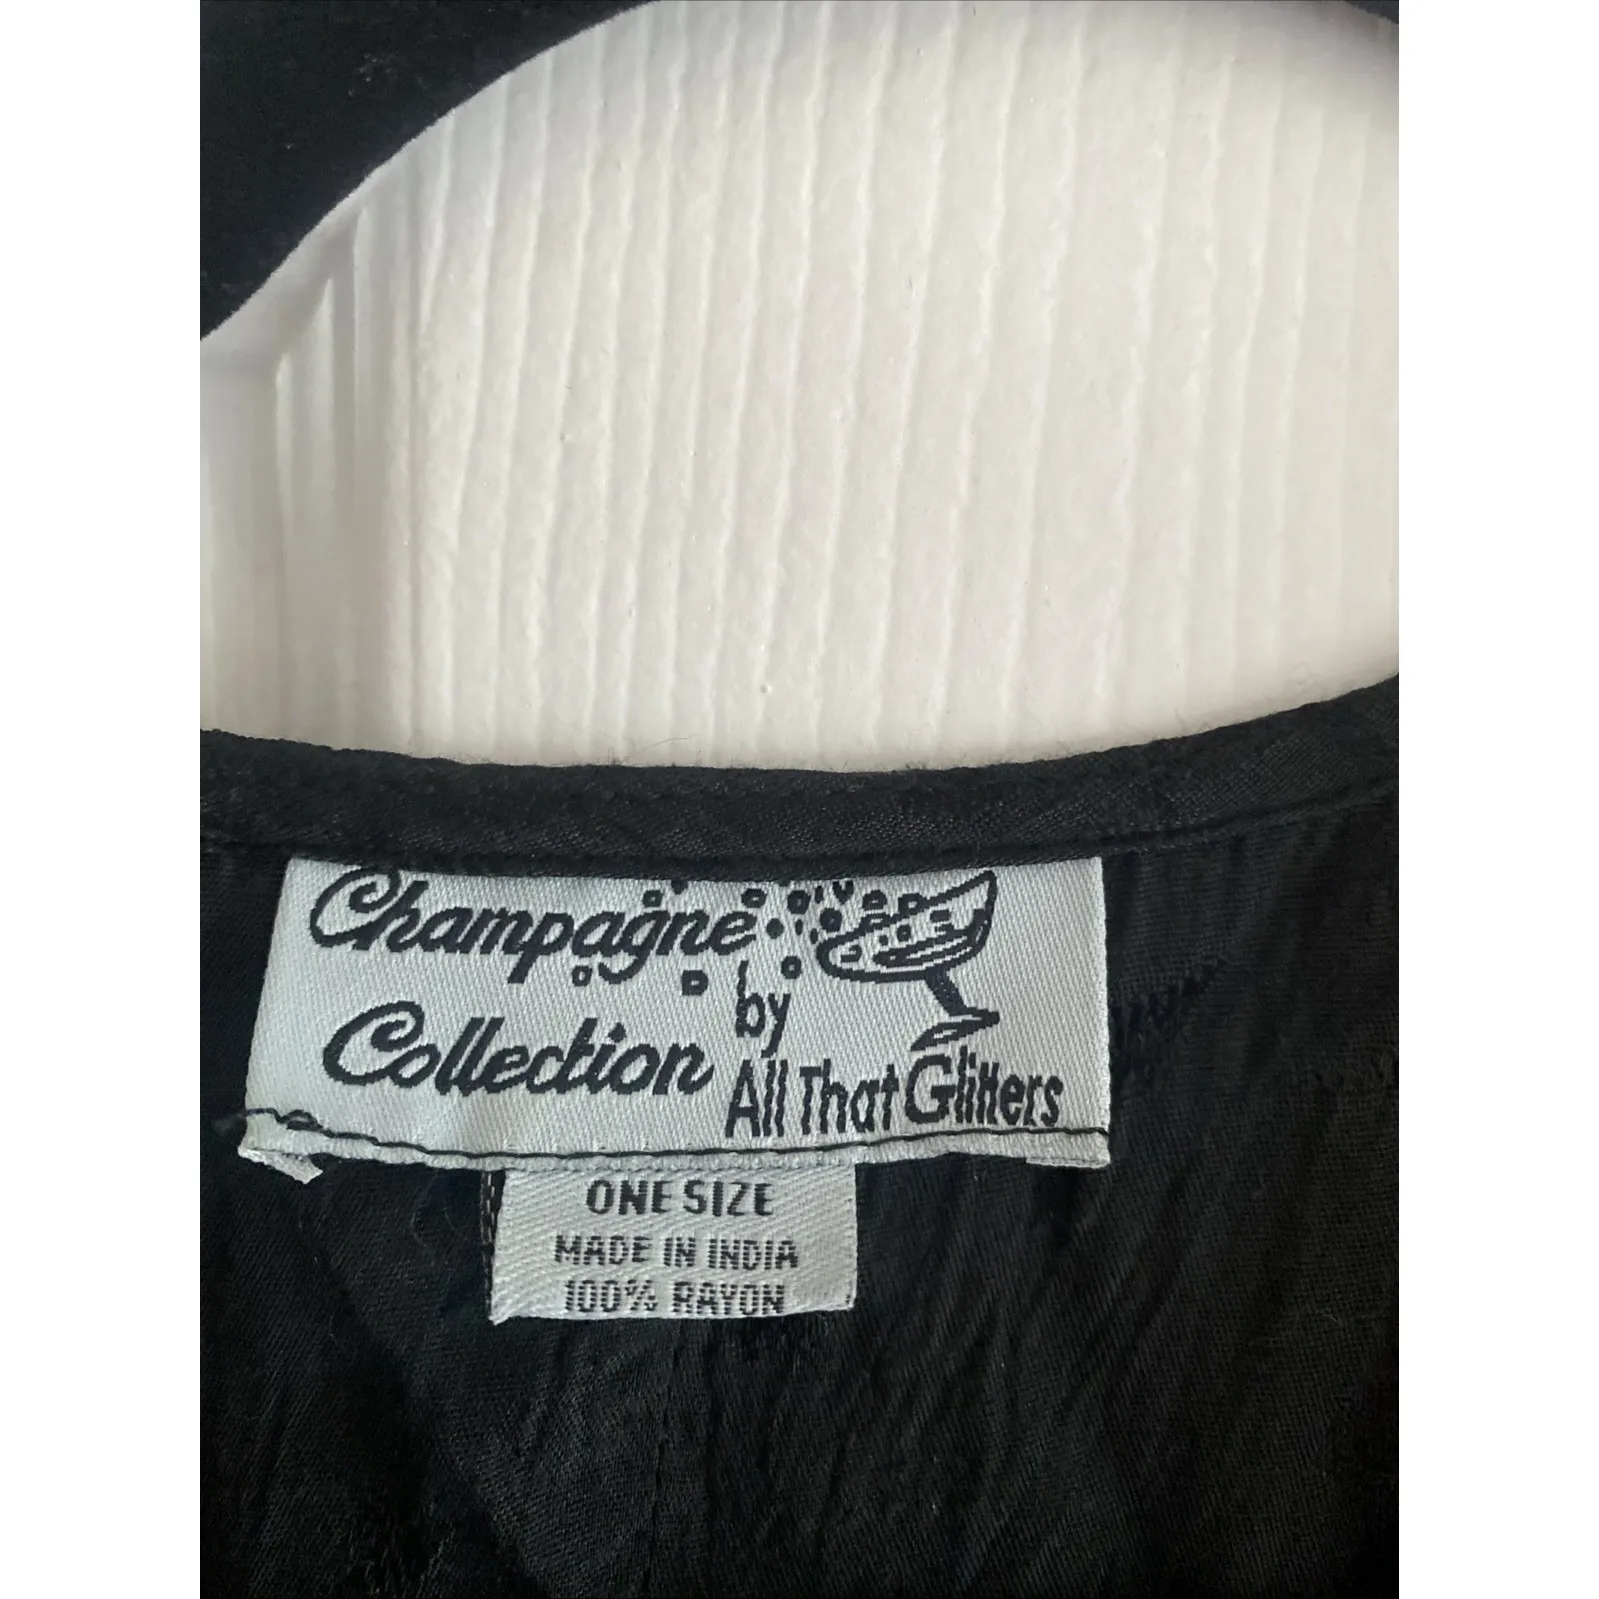 Champagne
Collection
by
All That Glitters
ONE SIZE
MADE IN INDIA
100% RAYON